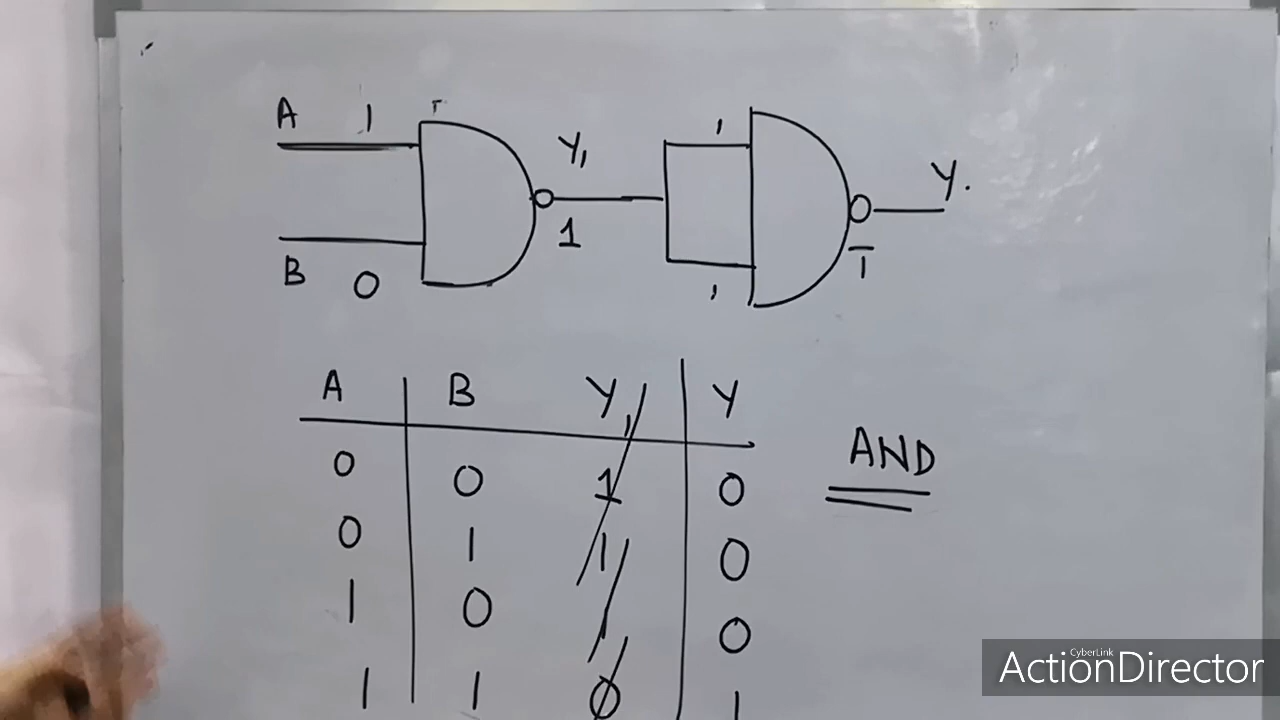 A 1
Y₁
Y.
1
B 0
1̅
A B Y₁ Y
0 0 1 0
AND
0 1 1 0
1 0 1 0
1 1 0 1
CyberLink
ActionDirector